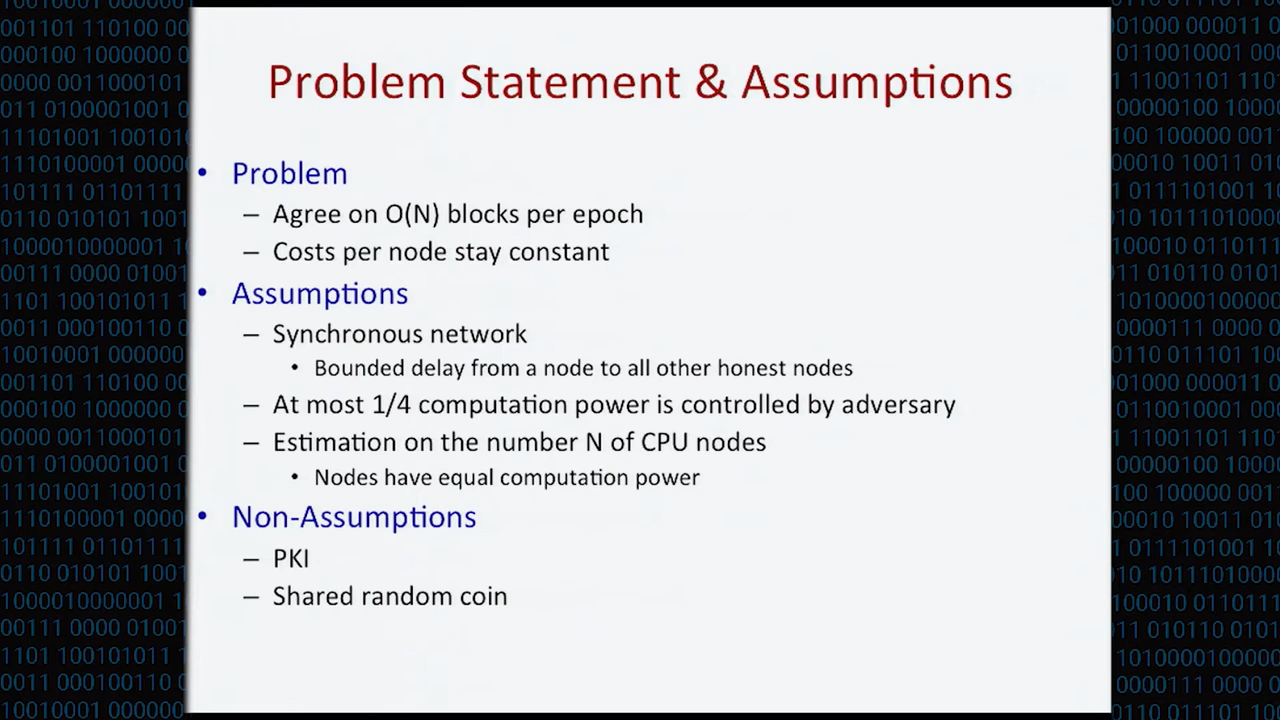 Problem Statement & Assumptions
• Problem
– Agree on O(N) blocks per epoch
– Costs per node stay constant
• Assumptions
– Synchronous network
• Bounded delay from a node to all other honest nodes
– At most 1/4 computation power is controlled by adversary
– Estimation on the number N of CPU nodes
• Nodes have equal computation power
• Non-Assumptions
– PKI
– Shared random coin